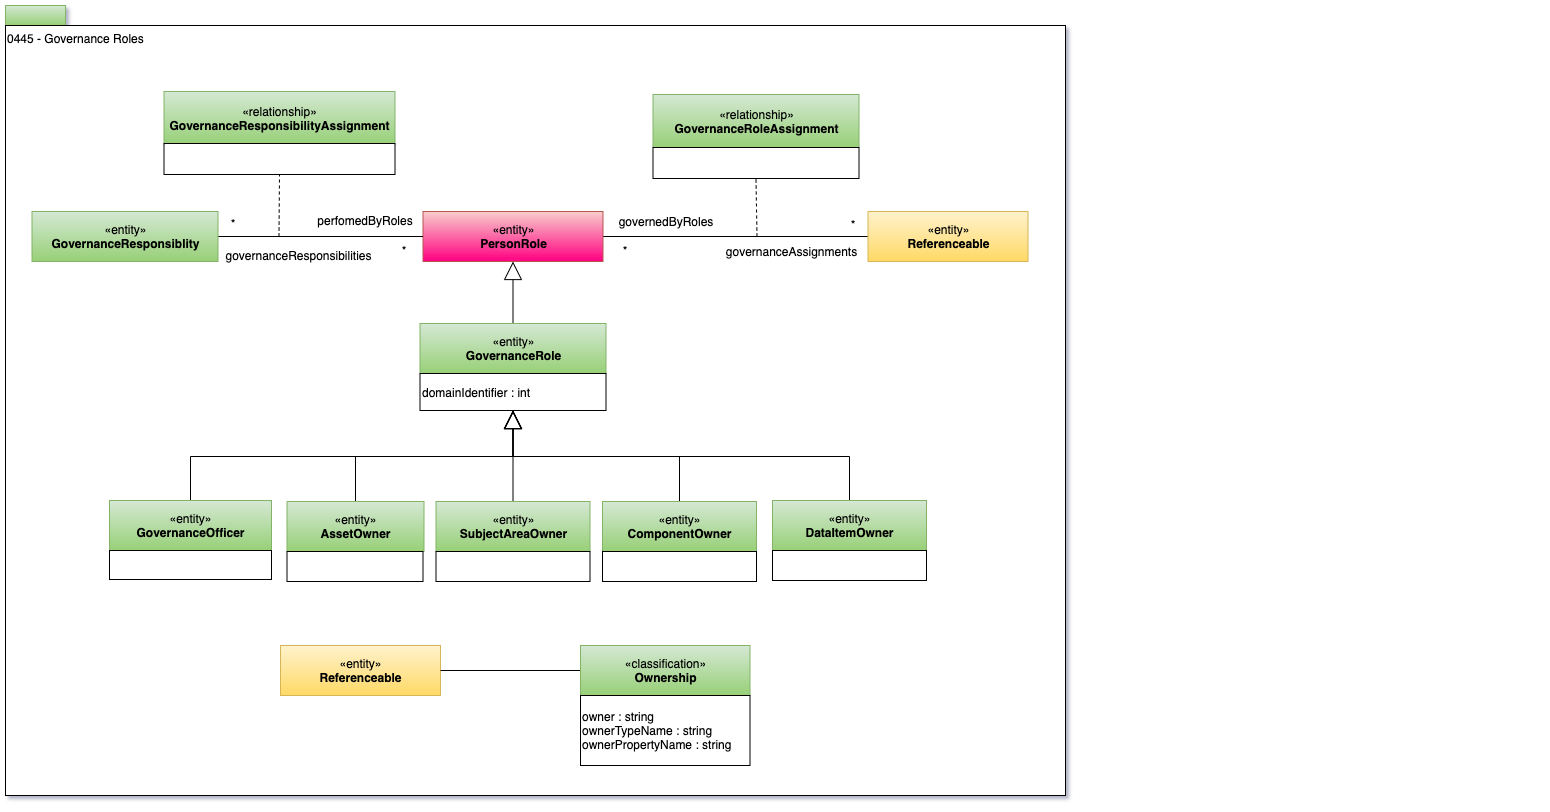 0445 - Governance Roles
«relationship»
GovernanceResponsibilityAssignment
«relationship»
GovernanceRoleAssignment
«entity»
GovernanceResponsiblity
*
perfomedByRoles
governanceResponsibilities
*
«entity»
PersonRole
governedByRoles
*
*
governanceAssignments
«entity»
Referenceable
«entity»
GovernanceRole
domainIdentifier : int
«entity»
GovernanceOfficer
«entity»
AssetOwner
«entity»
SubjectAreaOwner
«entity»
ComponentOwner
«entity»
DataItemOwner
«entity»
Referenceable
«classification»
Ownership
owner : string
ownerTypeName : string
ownerPropertyName : string